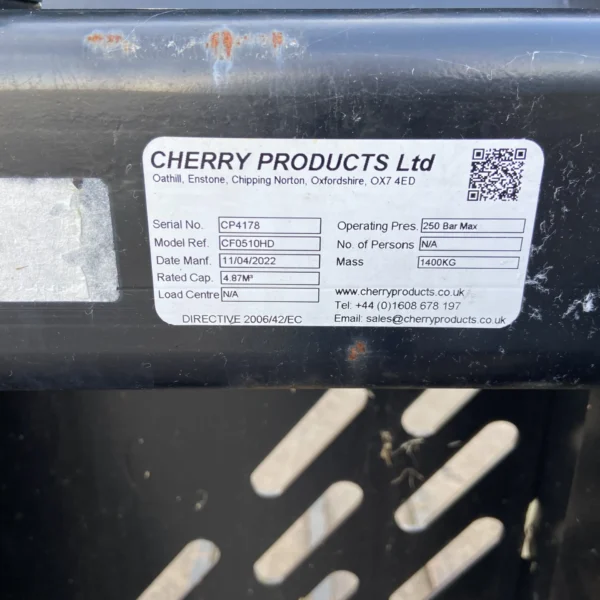 CHERRY PRODUCTS Ltd
Oathill, Enstone, Chipping Norton, Oxfordshire, OX7 4ED
Serial No. CP4178
Model Ref. CF0510HD
Date Manf. 11/04/2022
Rated Cap. 4.87M³
Load Centre N/A
DIRECTIVE 2006/42/EC
Operating Pres. 250 Bar Max
No. of Persons N/A
Mass 1400KG
www.cherryproducts.co.uk
Tel: +44 (0)1608 678 197
Email: sales@cherryproducts.co.uk